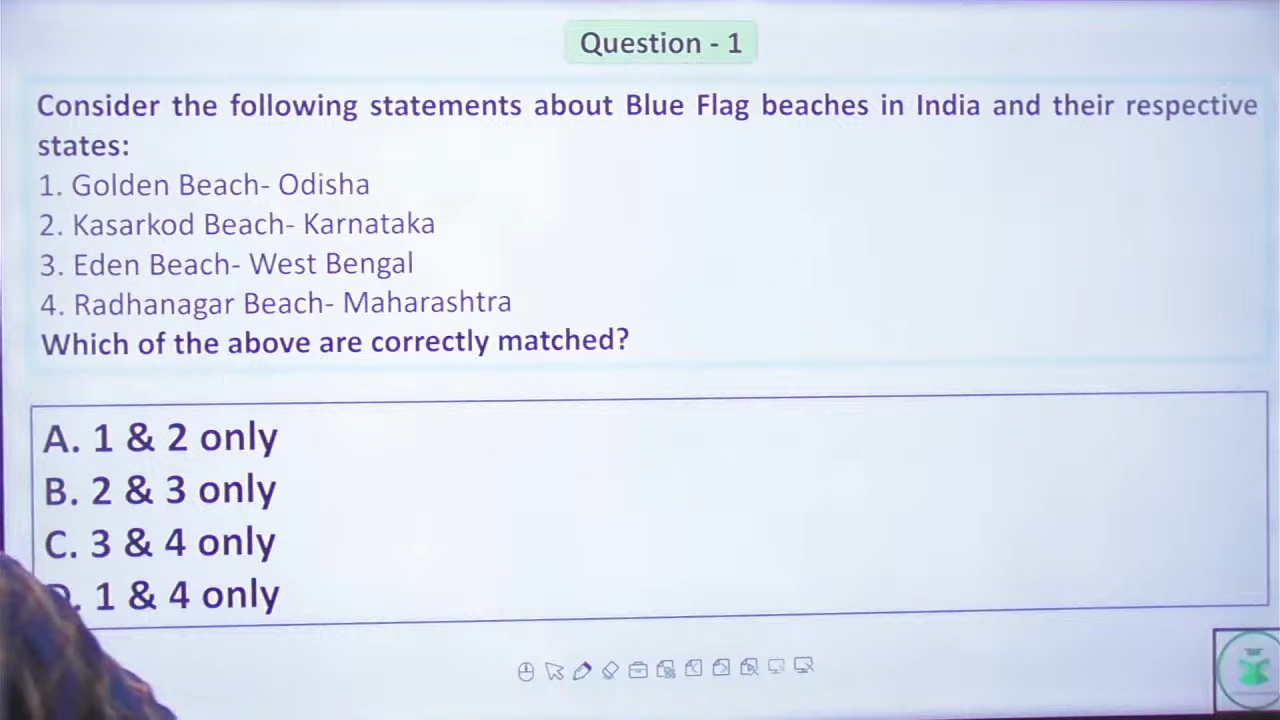 Question - 1
Consider the following statements about Blue Flag beaches in India and their respective
states:
1. Golden Beach- Odisha
2. Kasarkod Beach- Karnataka
3. Eden Beach- West Bengal
4. Radhanagar Beach- Maharashtra
Which of the above are correctly matched?
A. 1 & 2 only
B. 2 & 3 only
C. 3 & 4 only
D. 1 & 4 only